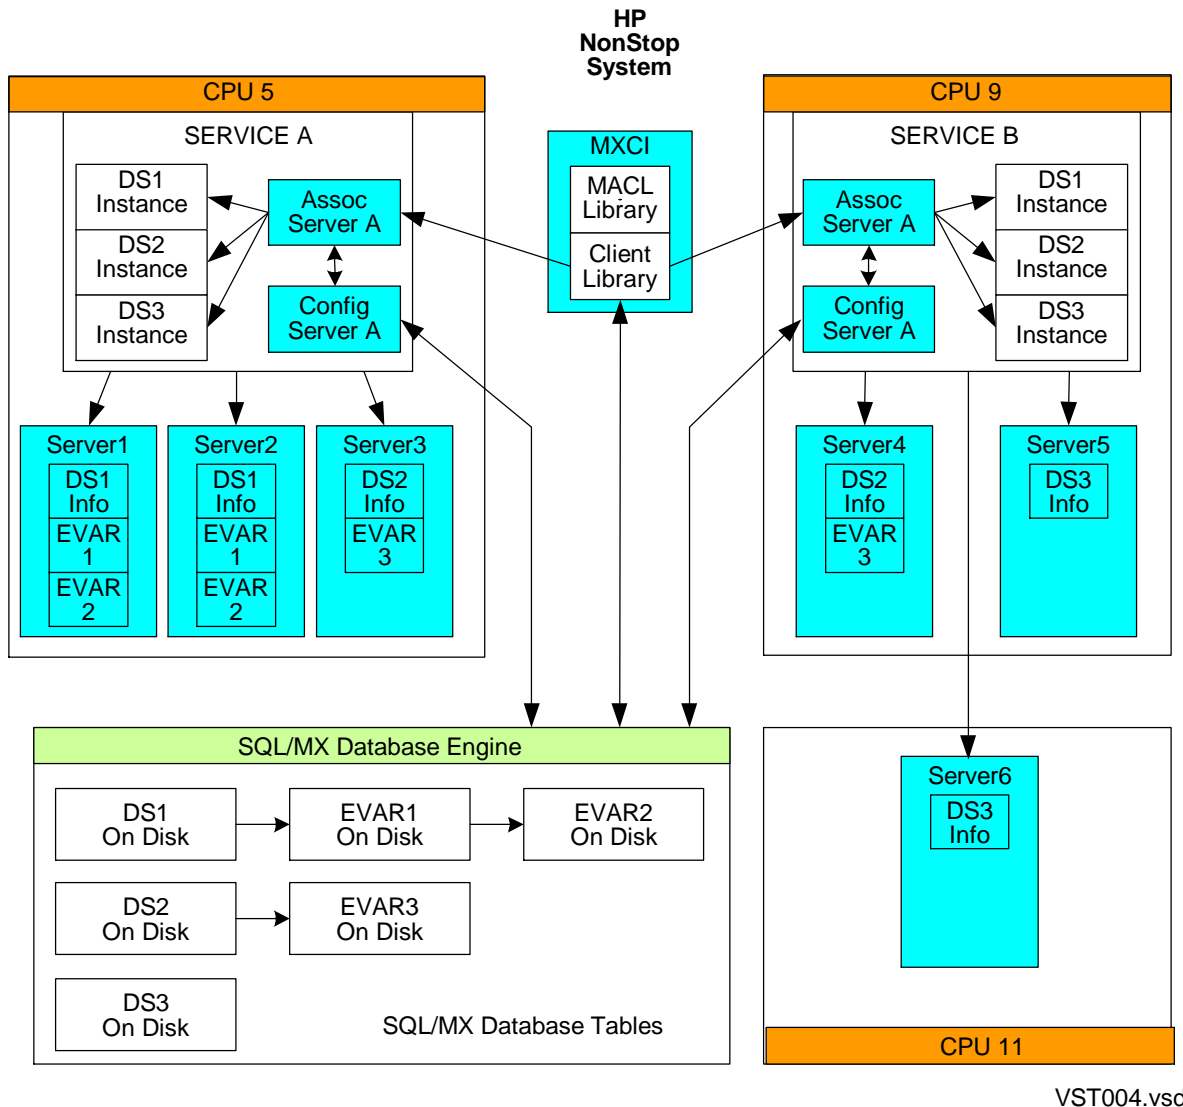 HP
NonStop
System
CPU 5
SERVICE A
DS1
Instance
DS2
Instance
DS3
Instance
Assoc
Server A
Config
Server A
Server1
DS1
Info
EVAR
1
EVAR
2
Server2
DS1
Info
EVAR
1
EVAR
2
Server3
DS2
Info
EVAR
3
MXCI
MACL
Library
Client
Library
CPU 9
SERVICE B
Assoc
Server A
Config
Server A
DS1
Instance
DS2
Instance
DS3
Instance
Server4
DS2
Info
EVAR
3
Server5
DS3
Info
SQL/MX Database Engine
DS1
On Disk
EVAR1
On Disk
EVAR2
On Disk
DS2
On Disk
EVAR3
On Disk
DS3
On Disk
SQL/MX Database Tables
Server6
DS3
Info
CPU 11
VST004.vsd